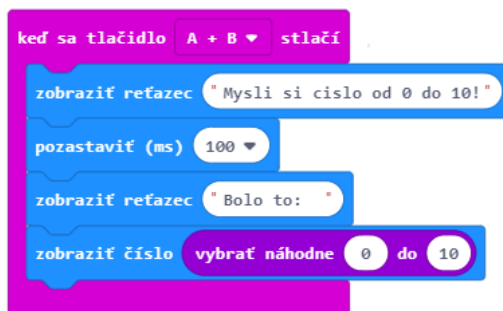 keď sa tlačidlo A + B stlačí
zobraziť reťazec "Mysli si cislo od 0 do 10!"
pozastaviť (ms) 100
zobraziť reťazec "Bolo to: "
zobraziť číslo vybrať náhodne 0 do 10